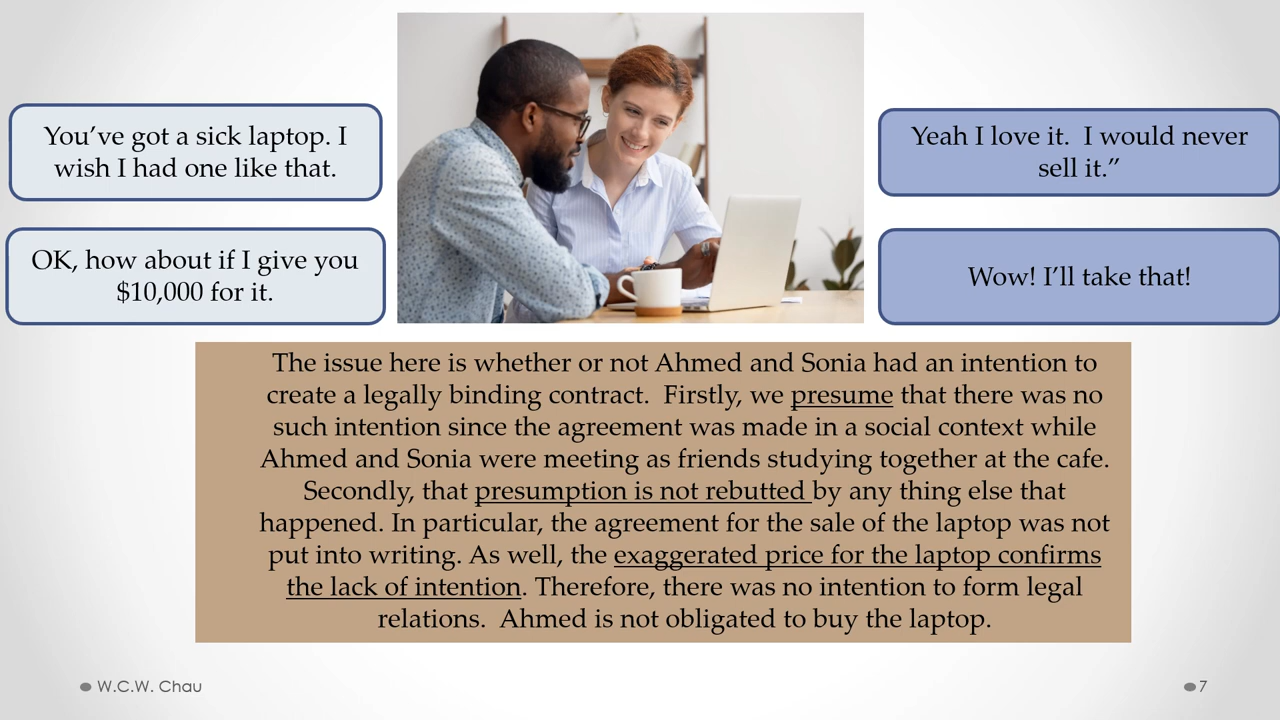 You’ve got a sick laptop. I
wish I had one like that.
Yeah I love it.  I would never
sell it.”
OK, how about if I give you
$10,000 for it.
Wow! I’ll take that!
The issue here is whether or not Ahmed and Sonia had an intention to
create a legally binding contract.  Firstly, we presume that there was no
such intention since the agreement was made in a social context while
Ahmed and Sonia were meeting as friends studying together at the cafe.
Secondly, that presumption is not rebutted by any thing else that
happened. In particular, the agreement for the sale of the laptop was not
put into writing. As well, the exaggerated price for the laptop confirms
the lack of intention. Therefore, there was no intention to form legal
relations.  Ahmed is not obligated to buy the laptop.
W.C.W. Chau
7